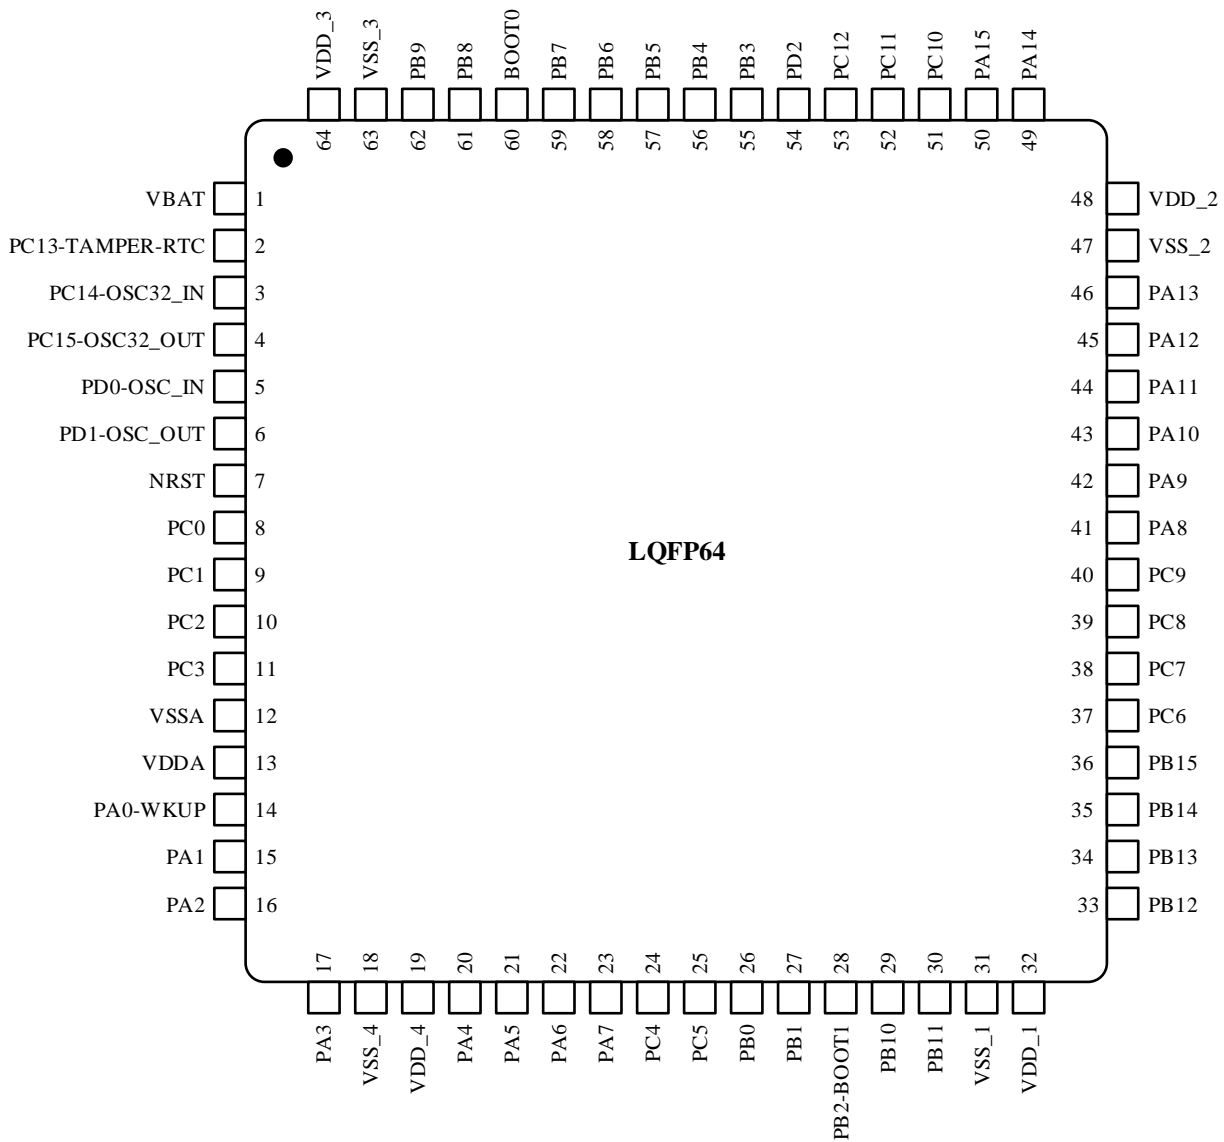 VDD_3 VSS_3 PB9 PB8 BOOT0 PB7 PB6 PB5 PB4 PB3 PD2 PC12 PC11 PC10 PA15 PA14
64 63 62 61 60 59 58 57 56 55 54 53 52 51 50 49
VBAT 1 48 VDD_2
PC13-TAMPER-RTC 2 47 VSS_2
PC14-OSC32_IN 3 46 PA13
PC15-OSC32_OUT 4 45 PA12
PD0-OSC_IN 5 44 PA11
PD1-OSC_OUT 6 43 PA10
NRST 7 42 PA9
PC0 8 41 PA8
LQFP64
PC1 9 40 PC9
PC2 10 39 PC8
PC3 11 38 PC7
VSSA 12 37 PC6
VDDA 13 36 PB15
PA0-WKUP 14 35 PB14
PA1 15 34 PB13
PA2 16 33 PB12
17 18 19 20 21 22 23 24 25 26 27 28 29 30 31 32
PA3 VSS_4 VDD_4 PA4 PA5 PA6 PA7 PC4 PC5 PB0 PB1 PB2-BOOT1 PB10 PB11 VSS_1 VDD_1